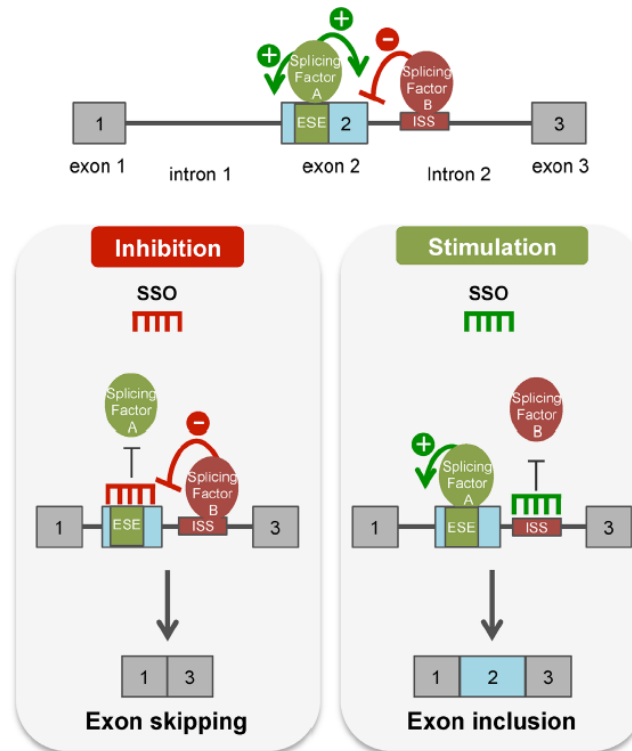 +
+
−
Splicing
Factor
A
Splicing
Factor
B
1
ESE
2
ISS
3
exon 1
intron 1
exon 2
Intron 2
exon 3
Inhibition
SSO
Splicing
Factor
A
−
Splicing
Factor
B
1
ESE
ISS
3
1
3
Exon skipping
Stimulation
SSO
Splicing
Factor
B
+
Splicing
Factor
A
1
ESE
ISS
3
1
2
3
Exon inclusion